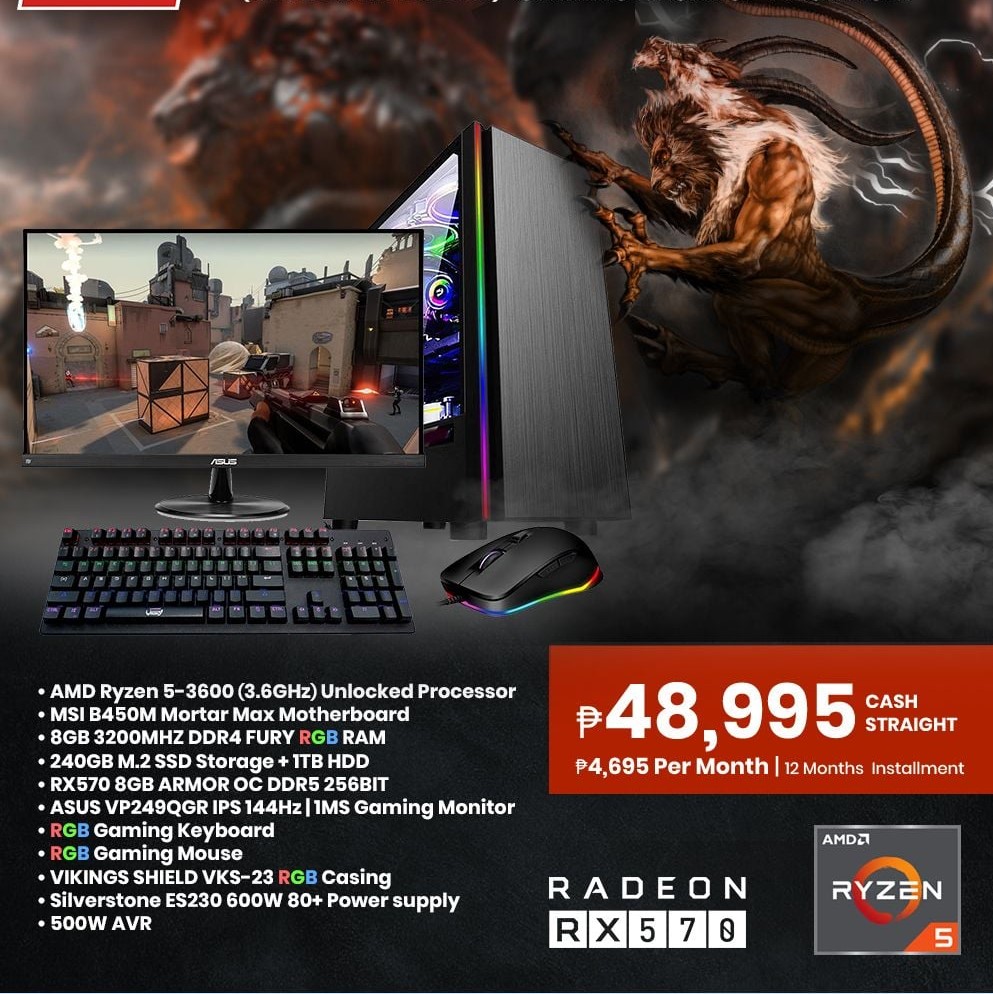 ASUS
• AMD Ryzen 5-3600 (3.6GHz) Unlocked Processor
• MSI B450M Mortar Max Motherboard
• 8GB 3200MHZ DDR4 FURY RGB RAM
• 240GB M.2 SSD Storage + 1TB HDD
• RX570 8GB ARMOR OC DDR5 256BIT
• ASUS VP249QGR IPS 144Hz | 1MS Gaming Monitor
• RGB Gaming Keyboard
• RGB Gaming Mouse
• VIKINGS SHIELD VKS-23 RGB Casing
• Silverstone ES230 600W 80+ Power supply
• 500W AVR
₱48,995 CASH STRAIGHT
₱4,695 Per Month | 12 Months Installment
RADEON
RX570
AMD
RYZEN
5